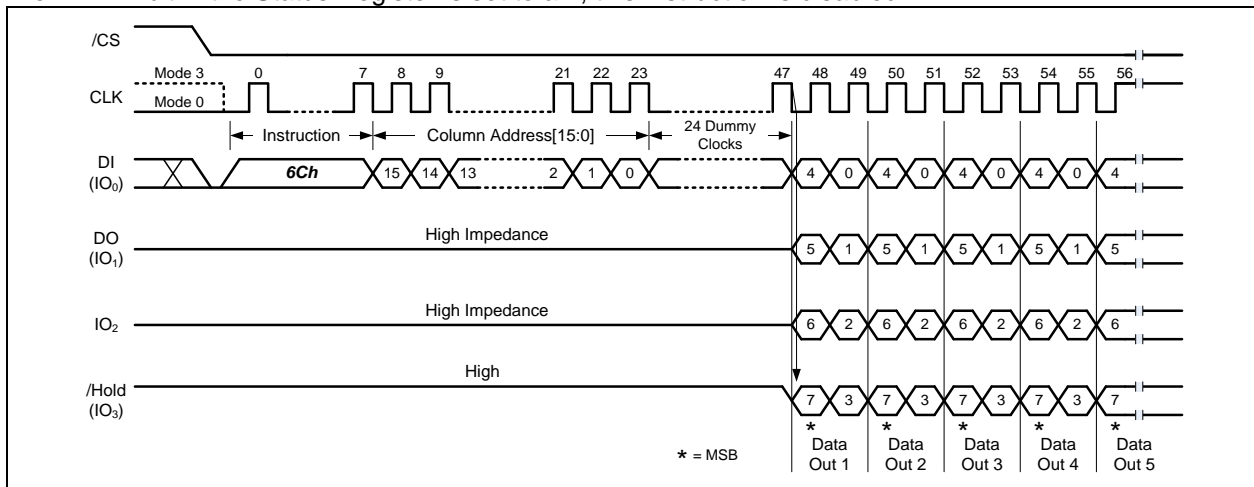 /CS
Mode 3 0 7 8 9 21 22 23 47 48 49 50 51 52 53 54 55 56
CLK
Mode 0
Instruction Column Address[15:0] 24 Dummy
Clocks
DI
(IO0) 6Ch 15 14 13 2 1 0 4 0 4 0 4 0 4 0 4
High Impedance
DO
(IO1) 5 1 5 1 5 1 5 1 5
High Impedance
IO2 6 2 6 2 6 2 6 2 6
High
/Hold
(IO3) 7 3 7 3 7 3 7 3 7
* * * * *
* = MSB
Data Data Data Data Data
Out 1 Out 2 Out 3 Out 4 Out 5